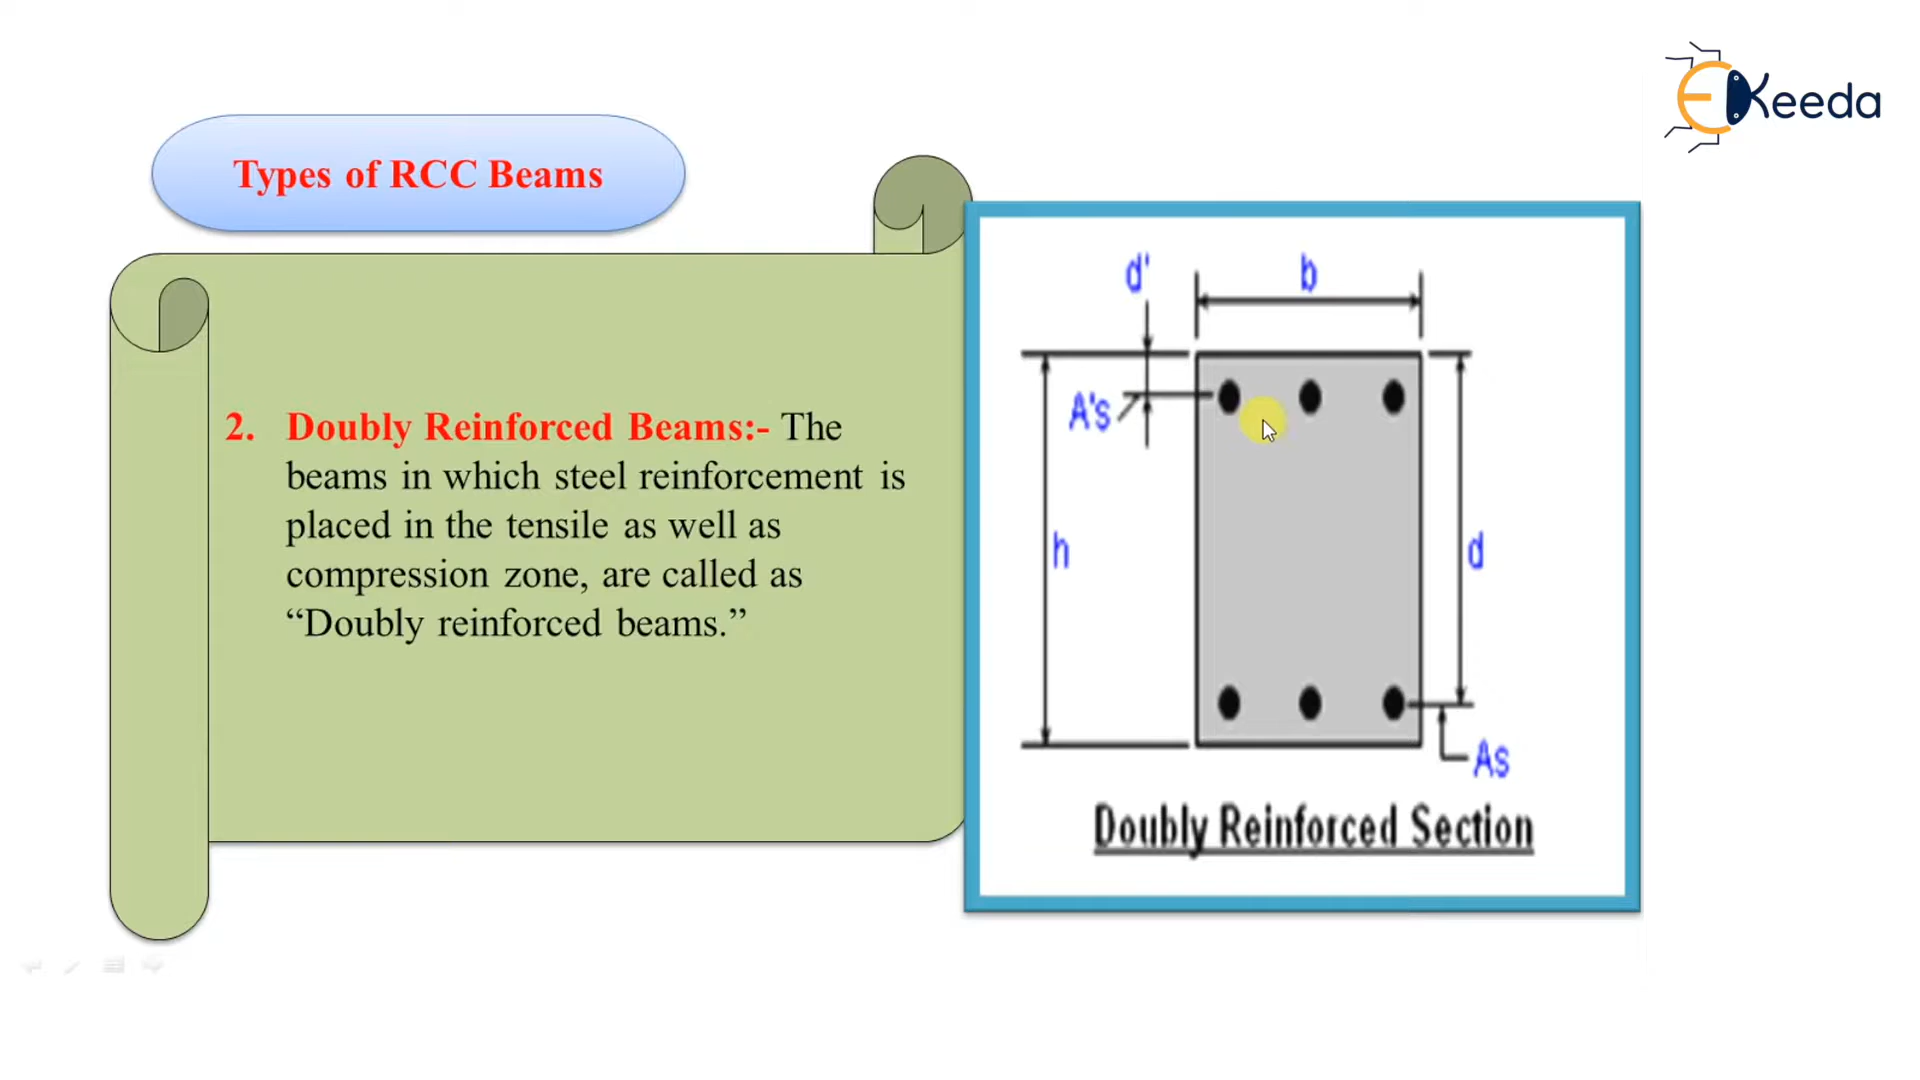 Keeda
Types of RCC Beams
2. Doubly Reinforced Beams:- The
beams in which steel reinforcement is
placed in the tensile as well as
compression zone, are called as
“Doubly reinforced beams.”
d'
b
A's
h
d
As
Doubly Reinforced Section